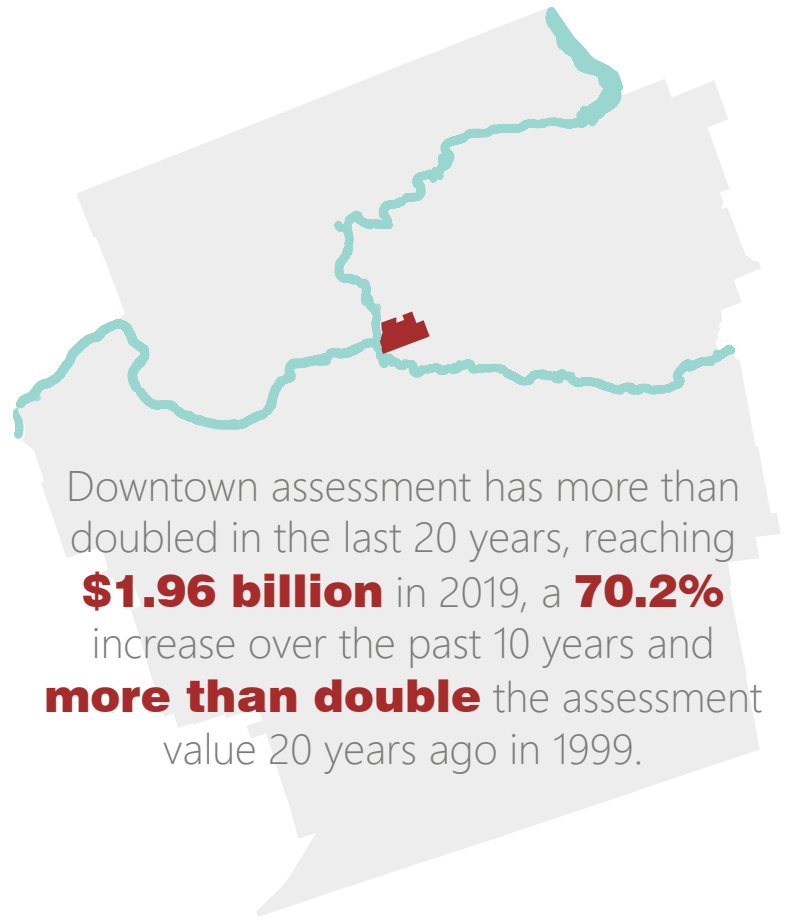 Downtown assessment has more than
doubled in the last 20 years, reaching
$1.96 billion in 2019, a 70.2%
increase over the past 10 years and
more than double the assessment
value 20 years ago in 1999.